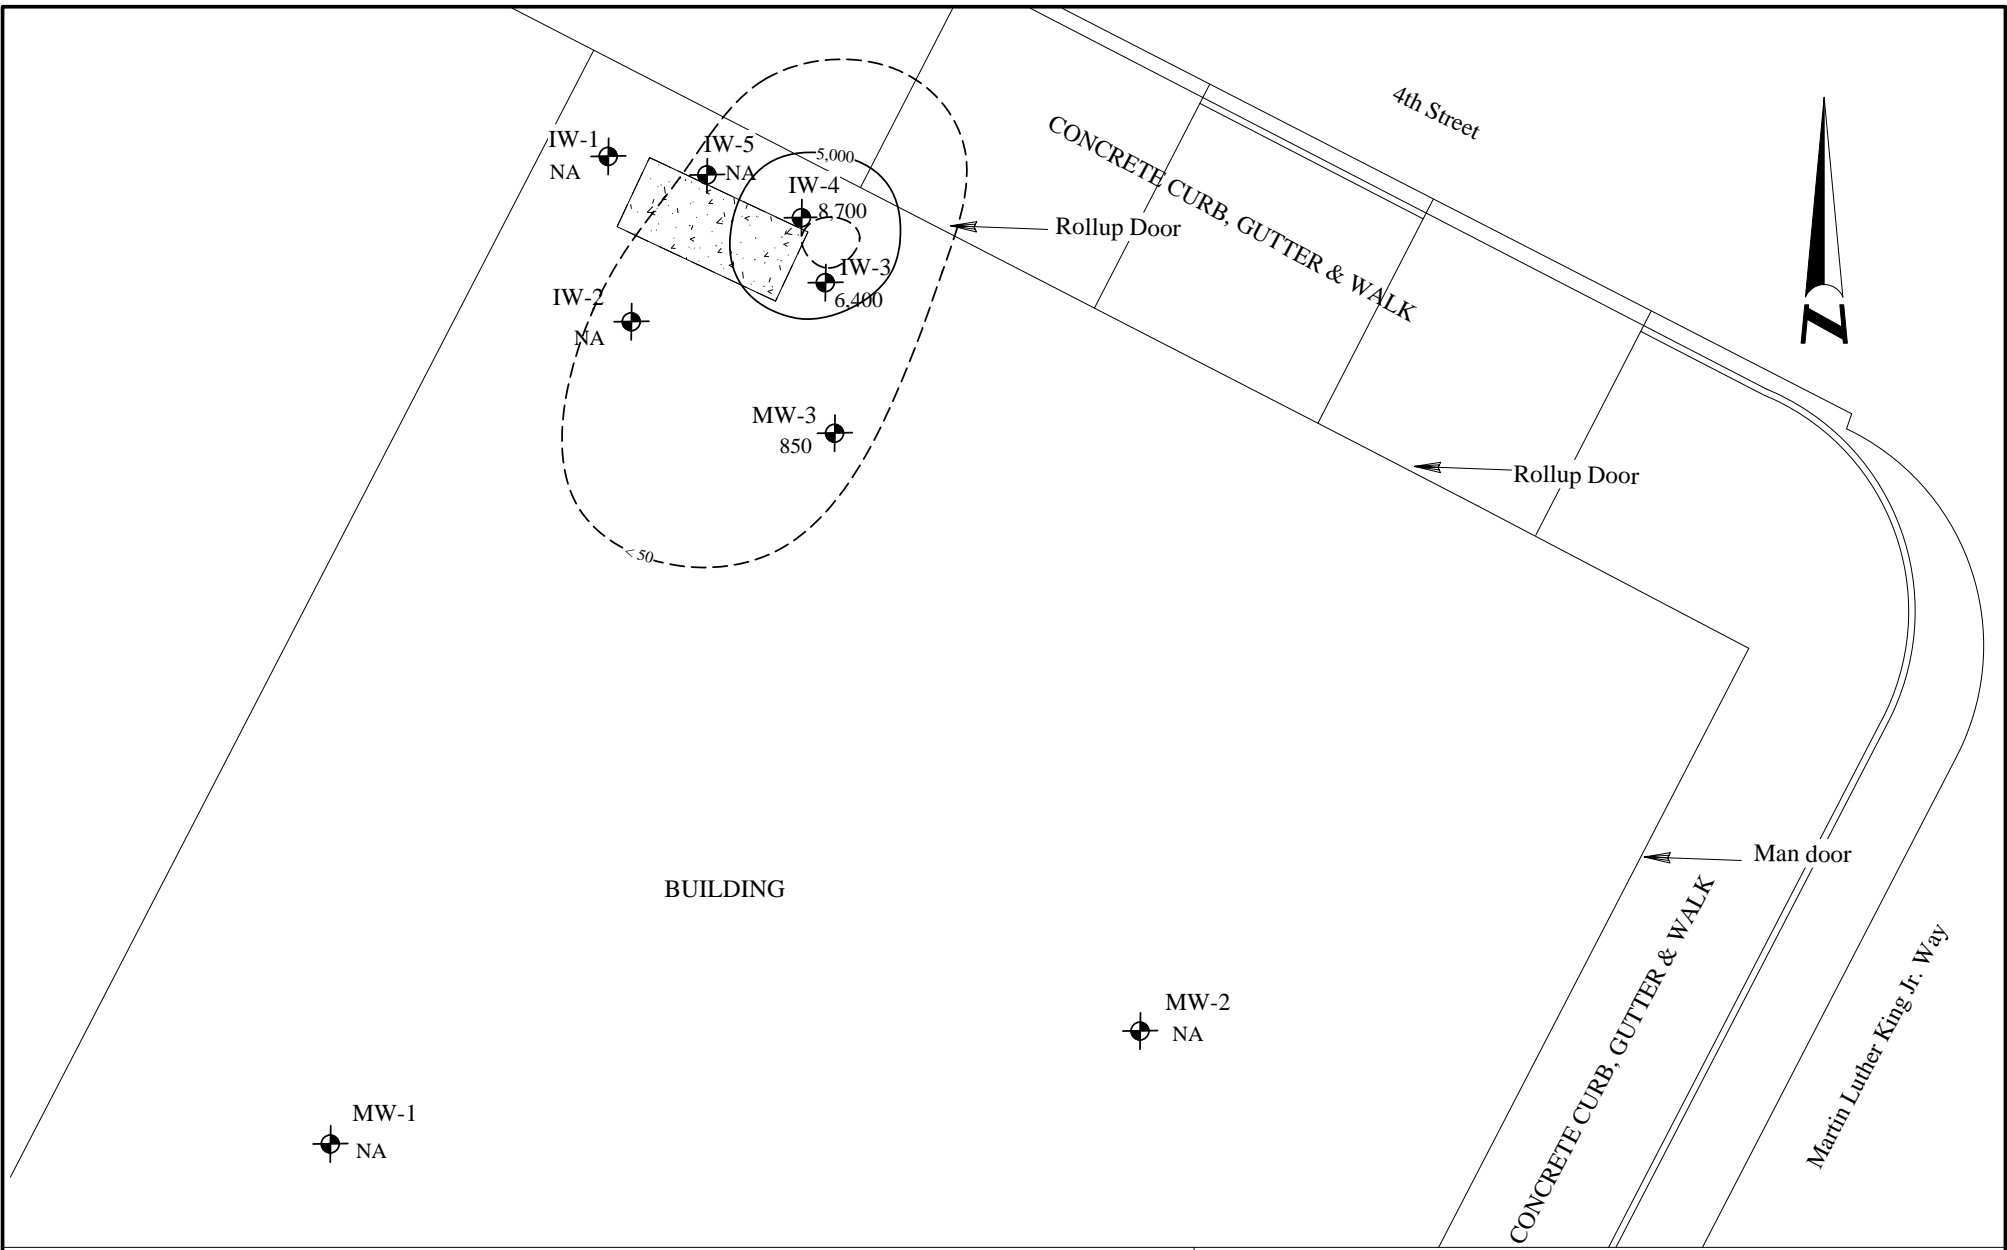 4th Street
CONCRETE CURB, GUTTER & WALK
IW-1
NA
IW-5
NA
5,000
IW-4
8,700
Rollup Door
IW-3
6,400
IW-2
NA
Z
MW-3
850
Rollup Door
< 50
Man door
BUILDING
CONCRETE CURB, GUTTER & WALK
Martin Luther King Jr. Way
MW-2
NA
MW-1
NA